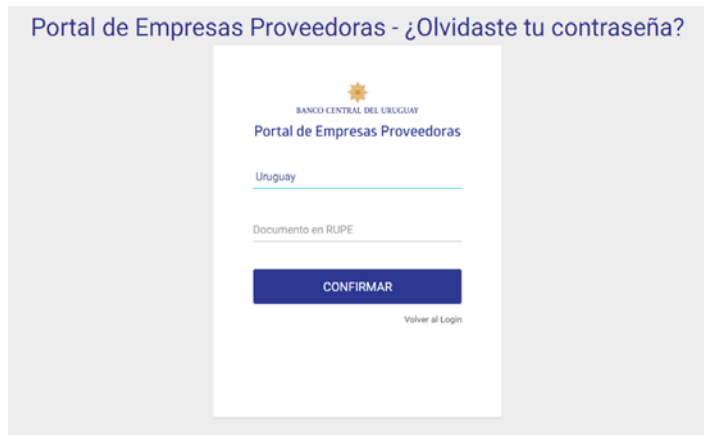 Portal de Empresas Proveedoras - ¿Olvidaste tu contraseña?
BANCO CENTRAL DEL URUGUAY
Portal de Empresas Proveedoras
Uruguay
Documento en RUPE
CONFIRMAR
Volver al Login